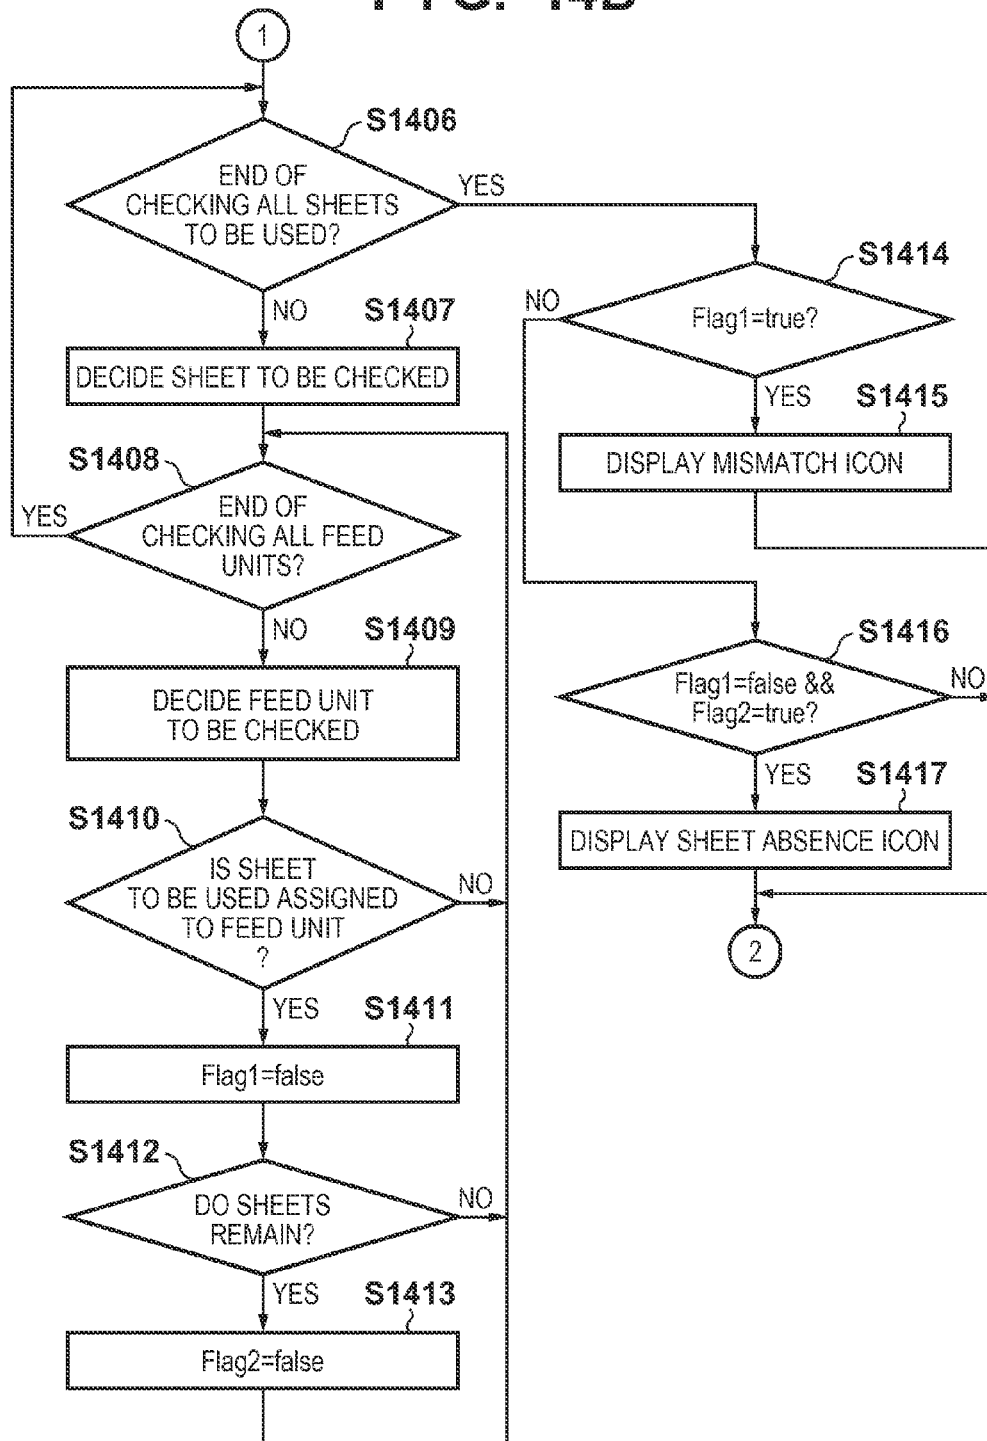 FIG. 14B
1
S1406
END OF
CHECKING ALL SHEETS
TO BE USED?
YES
NO
S1407
DECIDE SHEET TO BE CHECKED
S1408
END OF
CHECKING ALL FEED
UNITS?
YES
NO
S1409
DECIDE FEED UNIT
TO BE CHECKED
S1410
IS SHEET
TO BE USED ASSIGNED
TO FEED UNIT
?
NO
YES
S1411
Flag1=false
S1412
DO SHEETS
REMAIN?
NO
YES
S1413
Flag2=false
S1414
Flag1=true?
NO
YES
S1415
DISPLAY MISMATCH ICON
S1416
Flag1=false &&
Flag2=true?
NO
YES
S1417
DISPLAY SHEET ABSENCE ICON
2